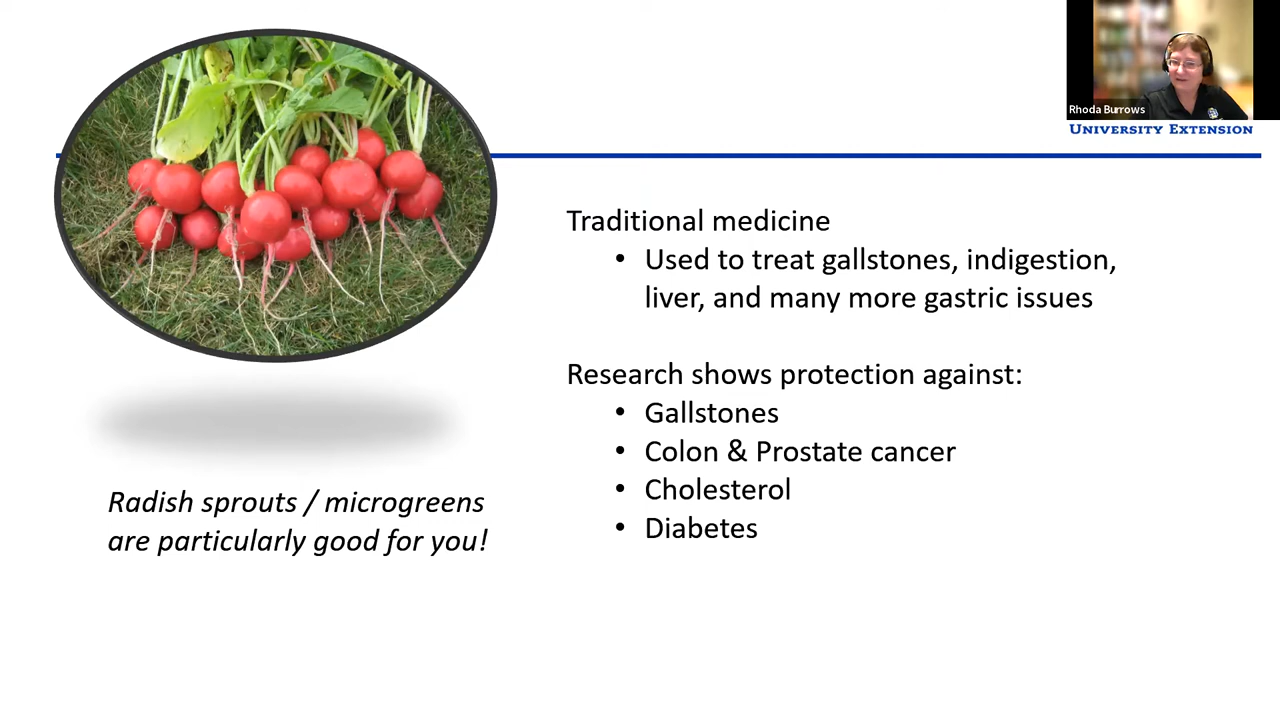 Rhoda Burrows
University Extension
Traditional medicine
• Used to treat gallstones, indigestion,
liver, and many more gastric issues
Research shows protection against:
• Gallstones
• Colon & Prostate cancer
• Cholesterol
• Diabetes
Radish sprouts / microgreens
are particularly good for you!